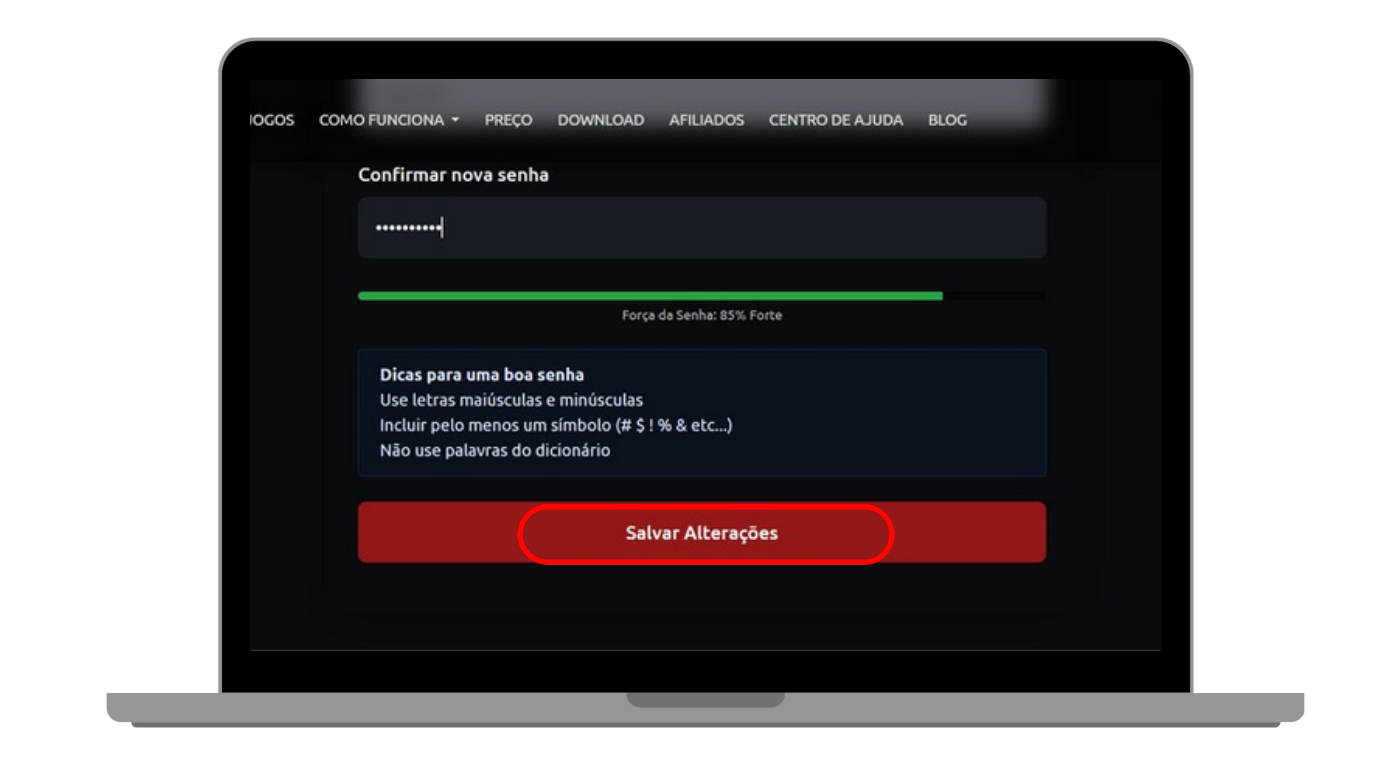 JOGOS COMO FUNCIONA PREÇO DOWNLOAD AFILIADOS CENTRO DE AJUDA BLOG
Confirmar nova senha
••••••••••
Força da Senha: 85% Forte
Dicas para uma boa senha
Use letras maiúsculas e minúsculas
Incluir pelo menos um símbolo (# $ ! % & etc...)
Não use palavras do dicionário
Salvar Alterações